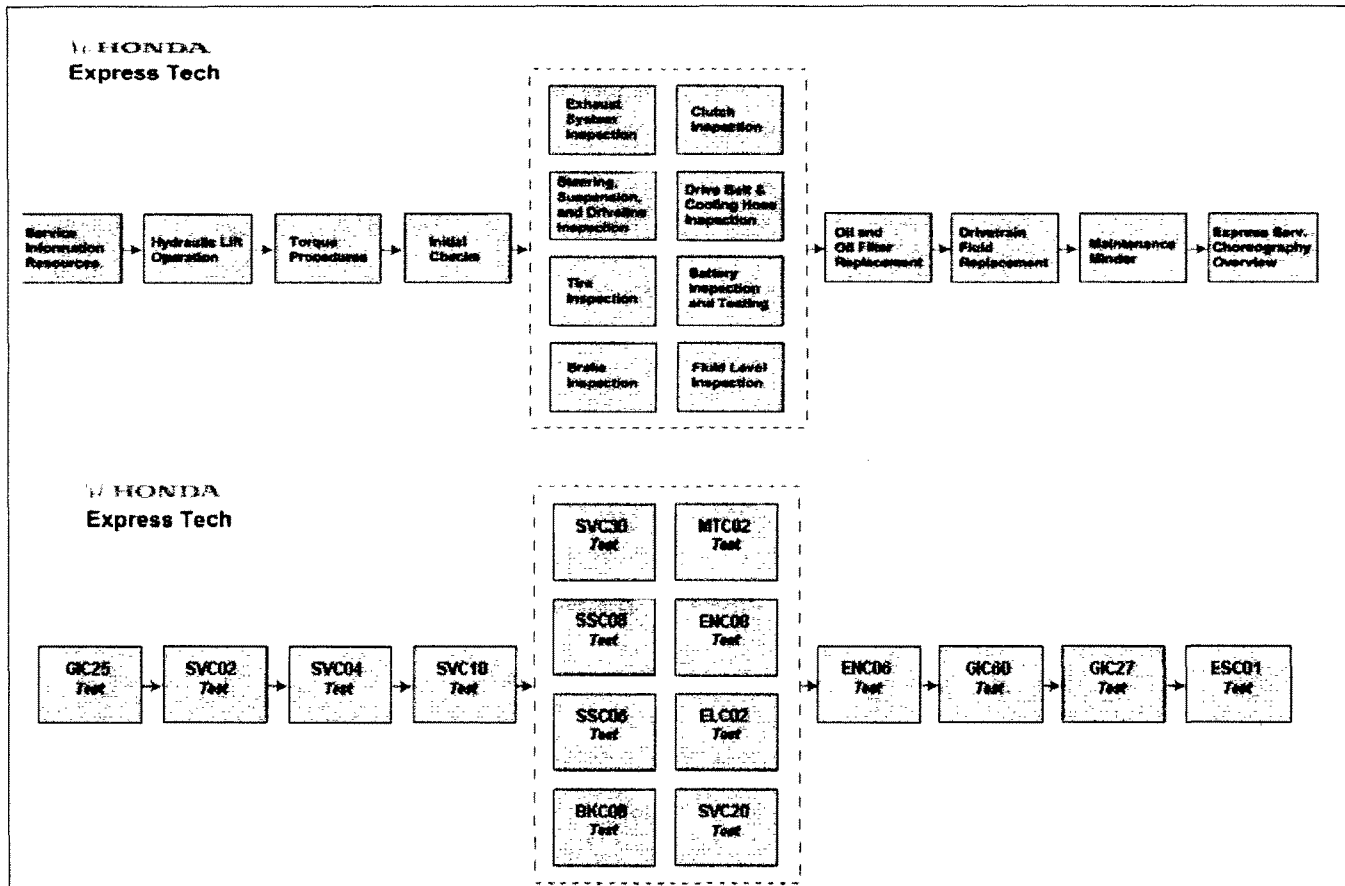 HONDA
Express Tech
Exhaust
System
Inspection
Clutch
Inspection
Steering,
Suspension,
and Driveline
Inspection
Drive Belt &
Cooling Hose
Inspection
Service
Information
Resources
Hydraulic Lift
Operation
Torque
Procedures
Initial
Checks
Tire
Inspection
Battery
Inspection
and Testing
Brake
Inspection
Fluid Level
Inspection
Oil and
Oil Filter
Replacement
Drivetrain
Fluid
Replacement
Maintenance
Minder
Express Serv.
Choreography
Overview
HONDA
Express Tech
SVC30
Test
MTC02
Test
Test
Test
GIC25
Test
SVC02
Test
SVC04
Test
SVC10
Test
Test
ELC02
Test
Test
SVC20
Test
ENC06
Test
GIC60
Test
GIC27
Test
ESC01
Test